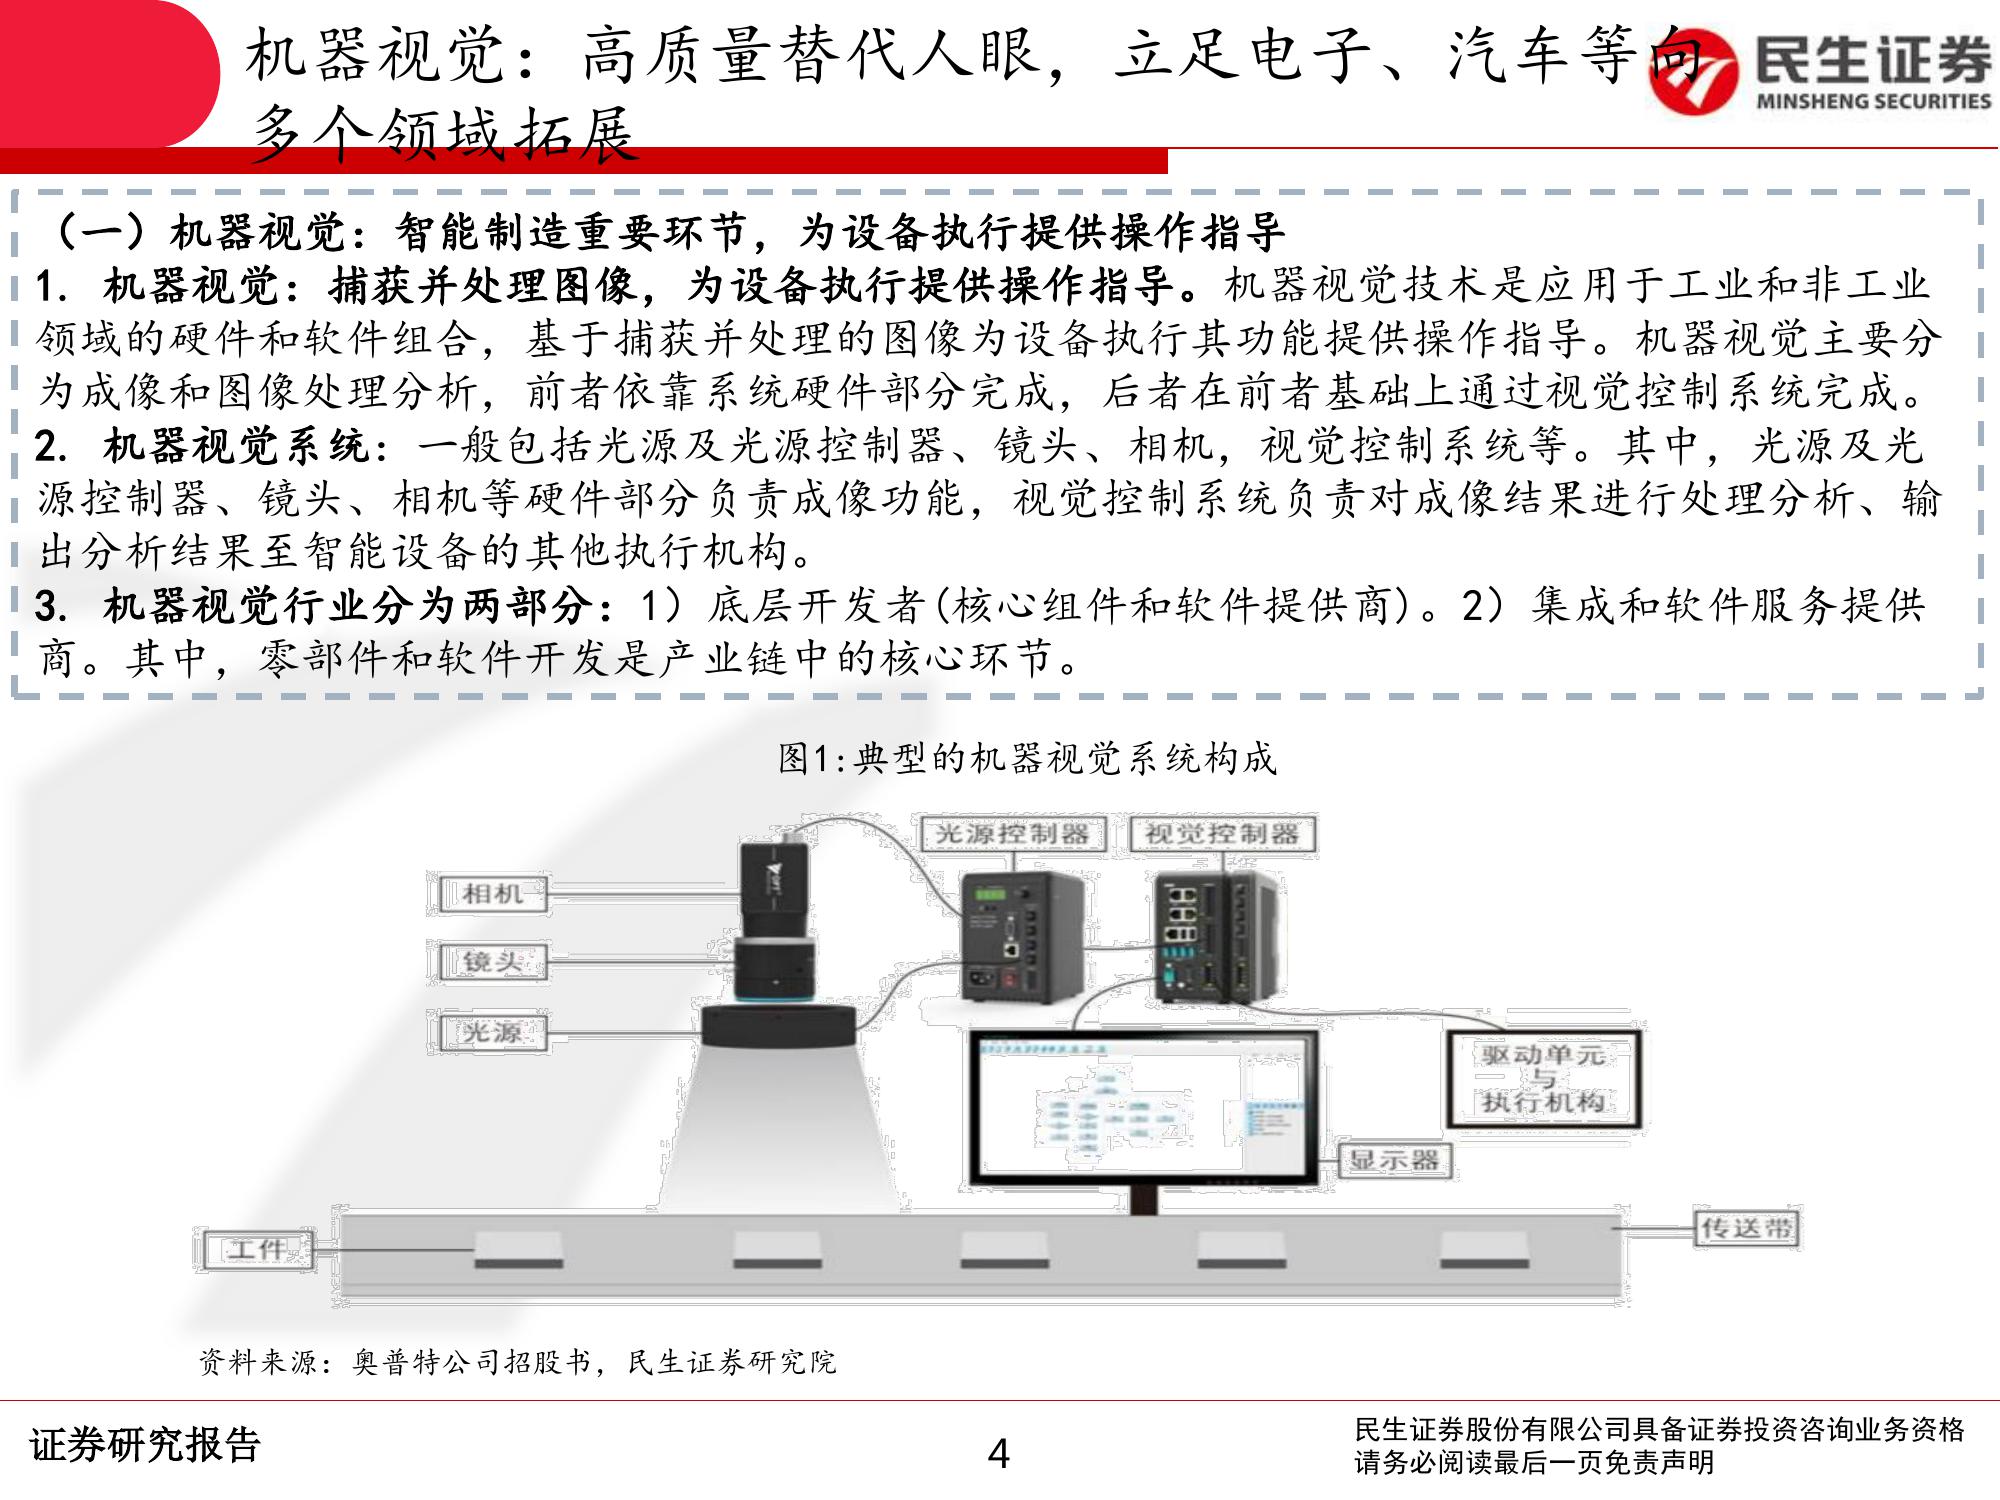 机器视觉：高质量替代人眼，立足电子、汽车等向
多个领域拓展
民生证券
MINSHENG SECURITIES
（一）机器视觉：智能制造重要环节，为设备执行提供操作指导
1. 机器视觉：捕获并处理图像，为设备执行提供操作指导。机器视觉技术是应用于工业和非工业
领域的硬件和软件组合，基于捕获并处理的图像为设备执行其功能提供操作指导。机器视觉主要分
为成像和图像处理分析，前者依靠系统硬件部分完成，后者在前者基础上通过视觉控制系统完成。
2. 机器视觉系统：一般包括光源及光源控制器、镜头、相机，视觉控制系统等。其中，光源及光
源控制器、镜头、相机等硬件部分负责成像功能，视觉控制系统负责对成像结果进行处理分析、输
出分析结果至智能设备的其他执行机构。
3. 机器视觉行业分为两部分：1）底层开发者(核心组件和软件提供商)。2）集成和软件服务提供
商。其中，零部件和软件开发是产业链中的核心环节。
图1:典型的机器视觉系统构成
光源控制器
视觉控制器
相机
镜头
光源
驱动单元
与
执行机构
显示器
工件
传送带
资料来源：奥普特公司招股书，民生证券研究院
证券研究报告
4
民生证券股份有限公司具备证券投资咨询业务资格
请务必阅读最后一页免责声明